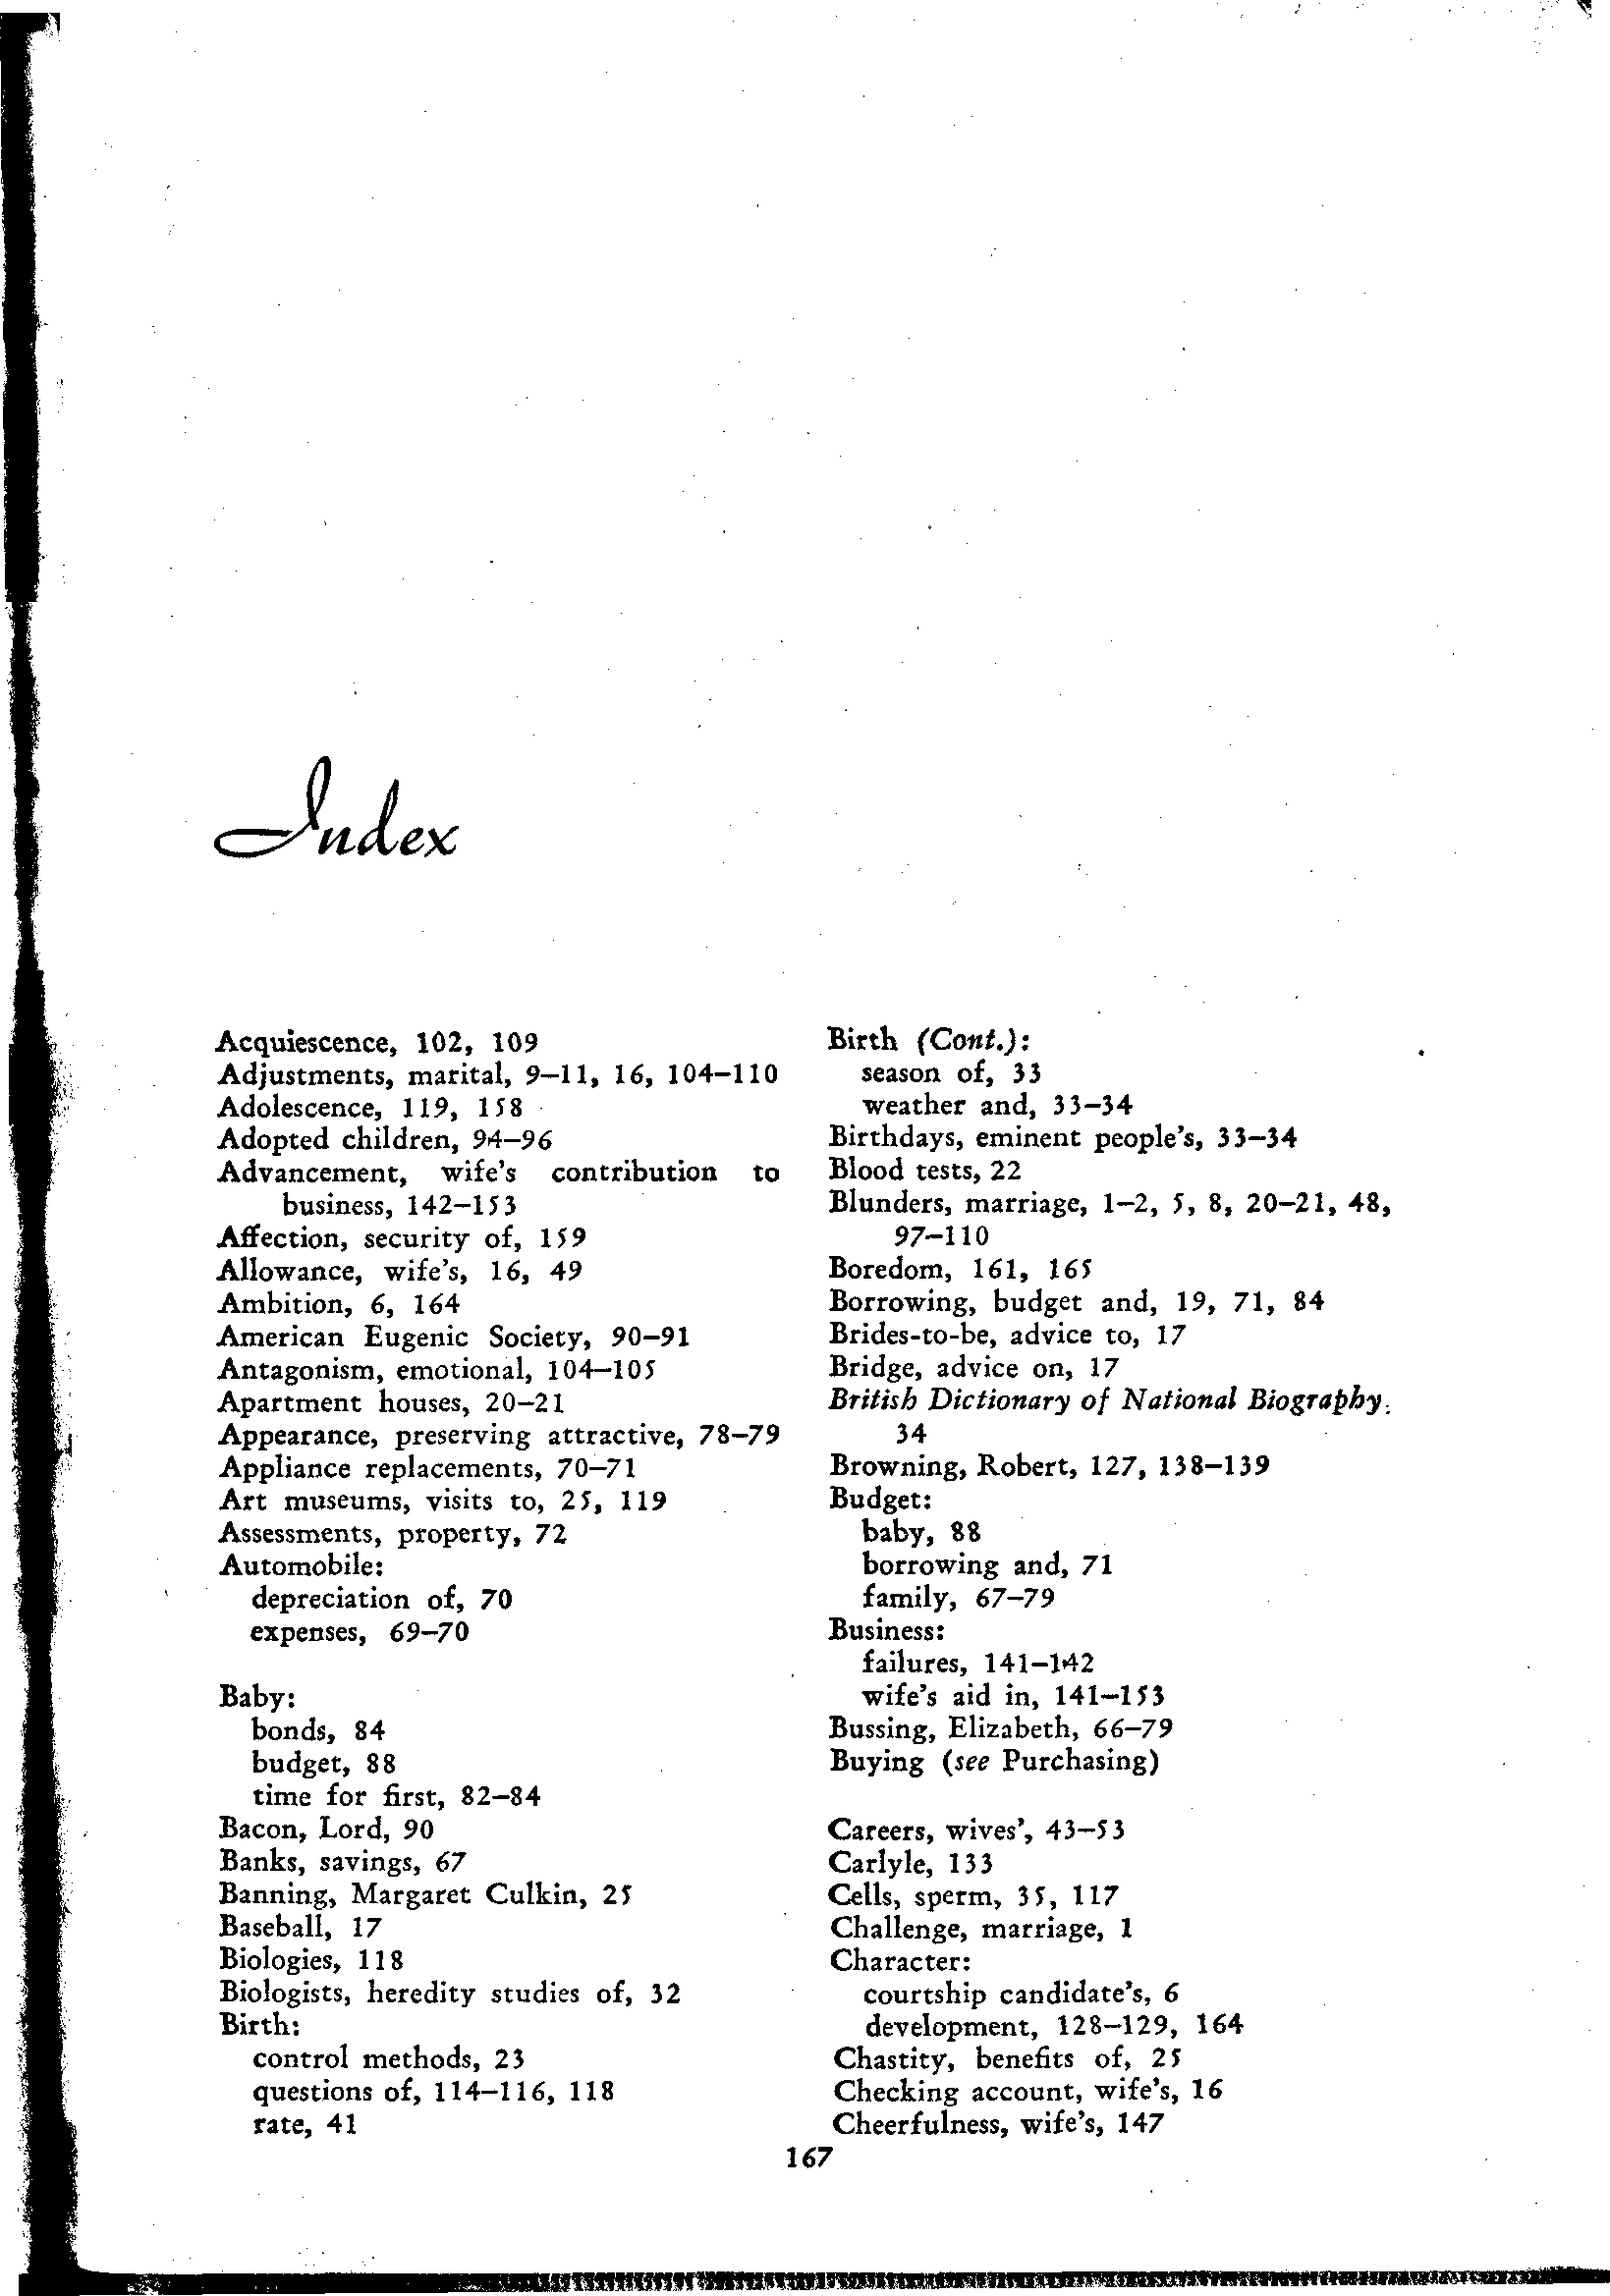 Index
Acquiescence, 102, 109
Adjustments, marital, 9–11, 16, 104–110
Adolescence, 119, 158
Adopted children, 94–96
Advancement, wife's contribution to
business, 142–153
Affection, security of, 159
Allowance, wife's, 16, 49
Ambition, 6, 164
American Eugenic Society, 90–91
Antagonism, emotional, 104–105
Apartment houses, 20–21
Appearance, preserving attractive, 78–79
Appliance replacements, 70–71
Art museums, visits to, 25, 119
Assessments, property, 72
Automobile:
depreciation of, 70
expenses, 69–70
Baby:
bonds, 84
budget, 88
time for first, 82–84
Bacon, Lord, 90
Banks, savings, 67
Banning, Margaret Culkin, 25
Baseball, 17
Biologies, 118
Biologists, heredity studies of, 32
Birth:
control methods, 23
questions of, 114–116, 118
rate, 41
Birth (Cont.):
season of, 33
weather and, 33–34
Birthdays, eminent people's, 33–34
Blood tests, 22
Blunders, marriage, 1–2, 5, 8, 20–21, 48,
97–110
Boredom, 161, 165
Borrowing, budget and, 19, 71, 84
Brides-to-be, advice to, 17
Bridge, advice on, 17
British Dictionary of National Biography,
34
Browning, Robert, 127, 138–139
Budget:
baby, 88
borrowing and, 71
family, 67–79
Business:
failures, 141–142
wife's aid in, 141–153
Bussing, Elizabeth, 66–79
Buying (see Purchasing)
Careers, wives', 43–53
Carlyle, 133
Cells, sperm, 35, 117
Challenge, marriage, 1
Character:
courtship candidate's, 6
development, 128–129, 164
Chastity, benefits of, 25
Checking account, wife's, 16
Cheerfulness, wife's, 147
167